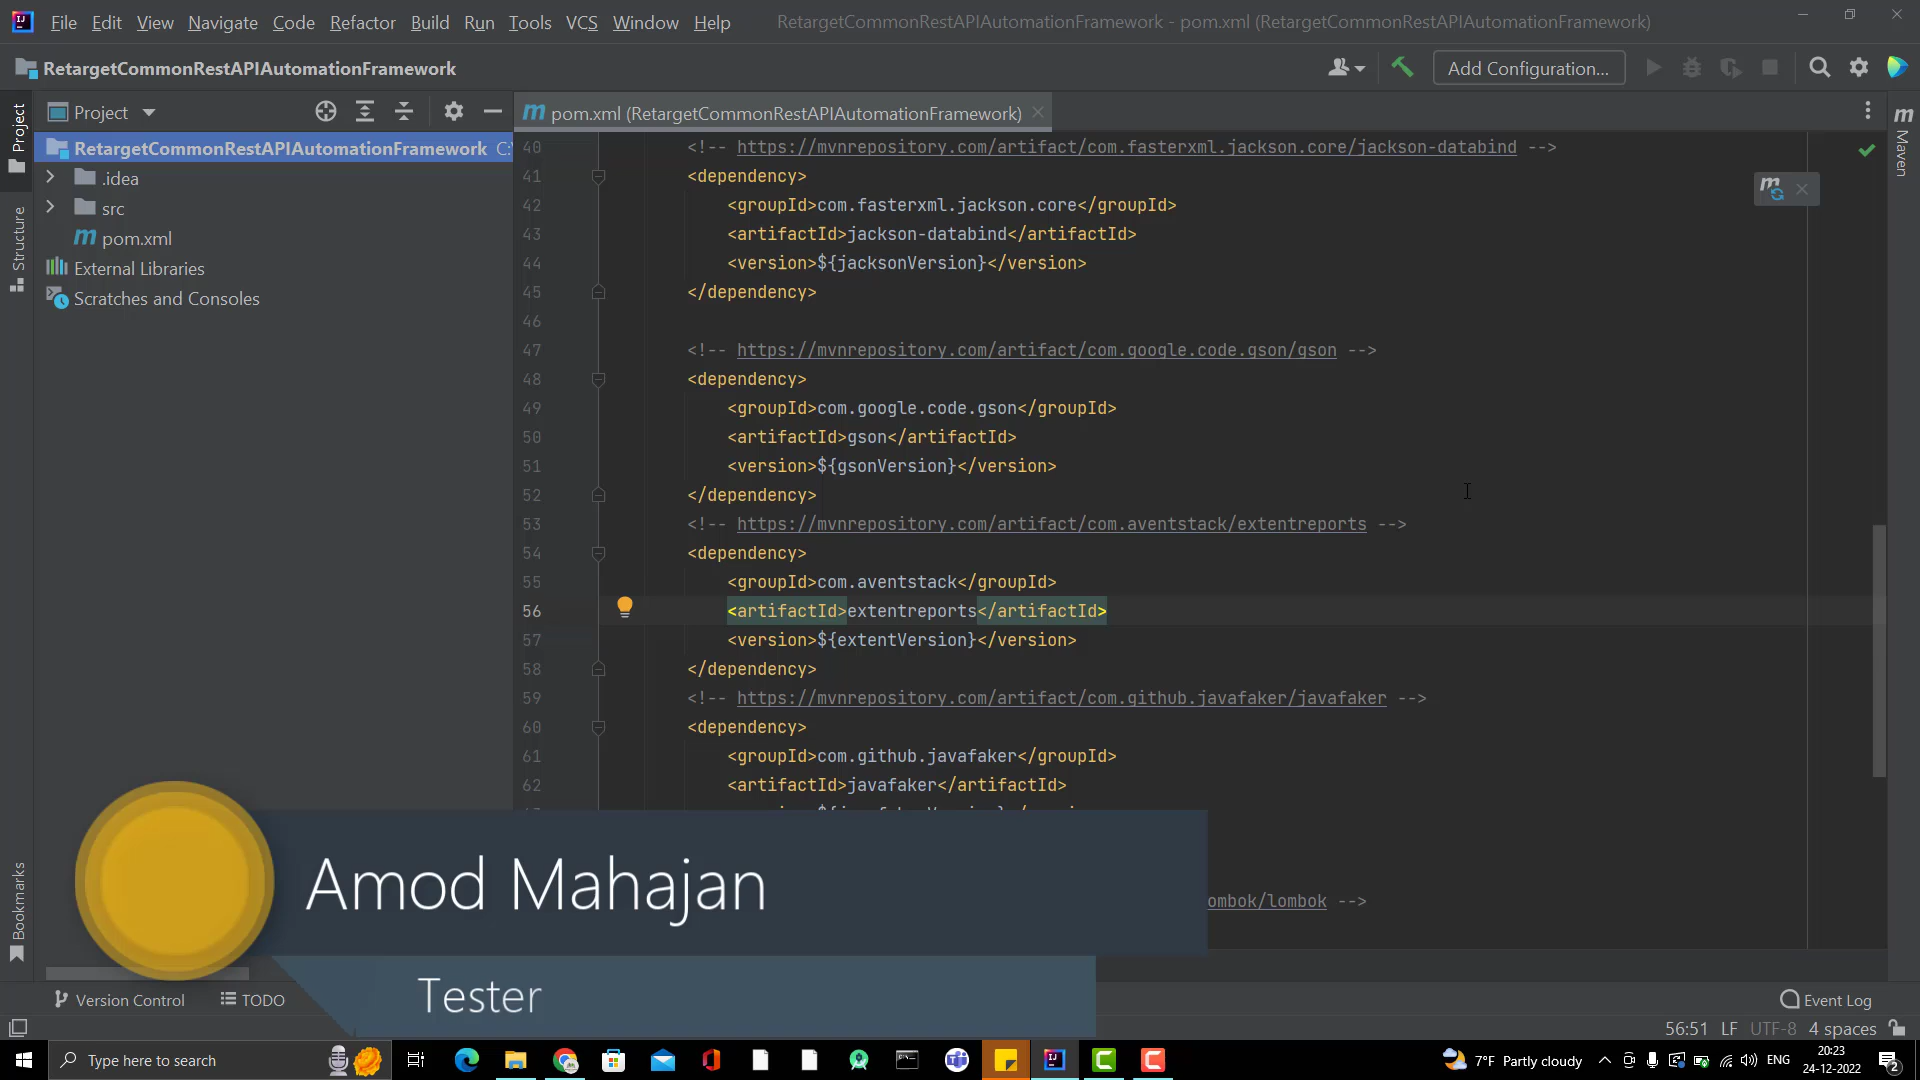 File Edit View Navigate Code Refactor Build Run Tools VCS Window Help RetargetCommonRestAPIAutomationFramework - pom.xml (RetargetCommonRestAPIAutomationFramework)
RetargetCommonRestAPIAutomationFramework
Add Configuration...
Project
pom.xml (RetargetCommonRestAPIAutomationFramework)
RetargetCommonRestAPIAutomationFramework
.idea
src
pom.xml
External Libraries
Scratches and Consoles
Project
Structure
Bookmarks
Maven
40 <!-- https://mvnrepository.com/artifact/com.fasterxml.jackson.core/jackson-databind -->
41 <dependency>
42 <groupId>com.fasterxml.jackson.core</groupId>
43 <artifactId>jackson-databind</artifactId>
44 <version>${jacksonVersion}</version>
45 </dependency>
46
47 <!-- https://mvnrepository.com/artifact/com.google.code.gson/gson -->
48 <dependency>
49 <groupId>com.google.code.gson</groupId>
50 <artifactId>gson</artifactId>
51 <version>${gsonVersion}</version>
52 </dependency>
53 <!-- https://mvnrepository.com/artifact/com.aventstack/extentreports -->
54 <dependency>
55 <groupId>com.aventstack</groupId>
56 <artifactId>extentreports</artifactId>
57 <version>${extentVersion}</version>
58 </dependency>
59 <!-- https://mvnrepository.com/artifact/com.github.javafaker/javafaker -->
60 <dependency>
61 <groupId>com.github.javafaker</groupId>
62 <artifactId>javafaker</artifactId>
ombok/lombok -->
Amod Mahajan
Tester
Version Control TODO
Event Log
56:51 LF UTF-8 4 spaces
Type here to search
7°F Partly cloudy
ENG
20:23
24-12-2022
2